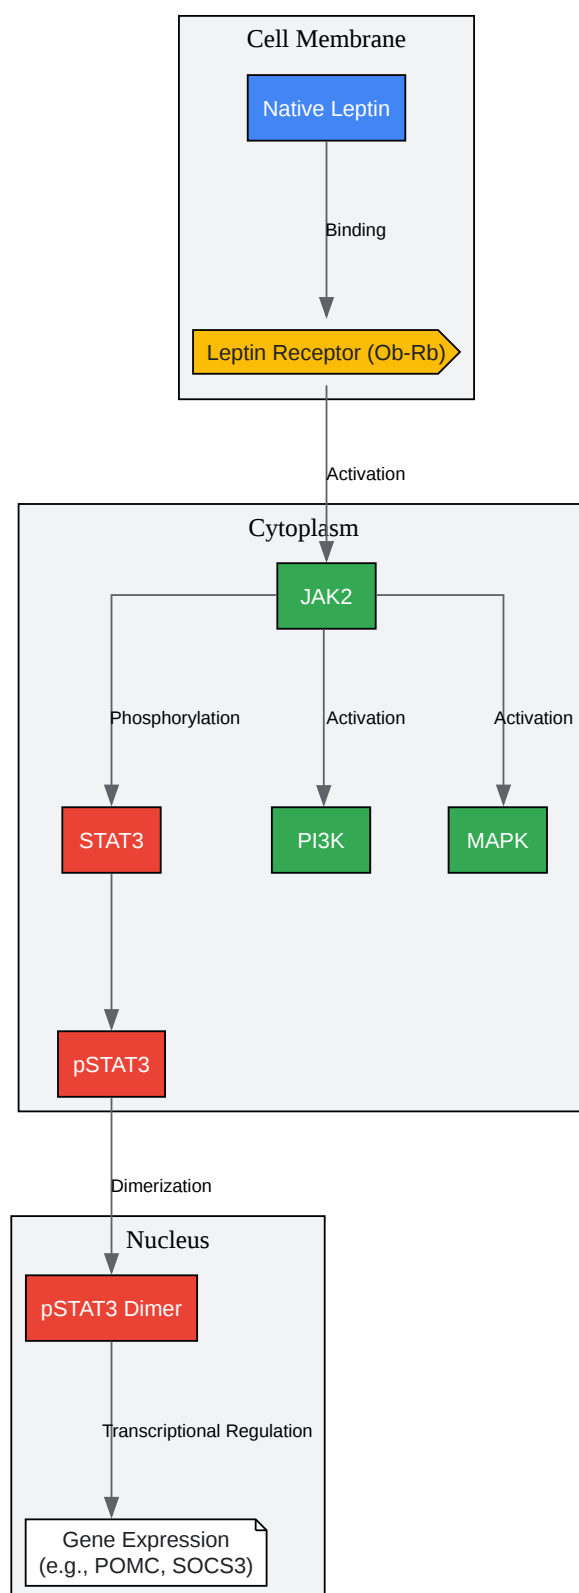 Cell Membrane
Native Leptin
Binding
Leptin Receptor (Ob-Rb)
Activation
Cytoplasm
JAK2
Phosphorylation
Activation
Activation
STAT3
PI3K
MAPK
pSTAT3
Dimerization
Nucleus
pSTAT3 Dimer
Transcriptional Regulation
Gene Expression
(e.g., POMC, SOCS3)